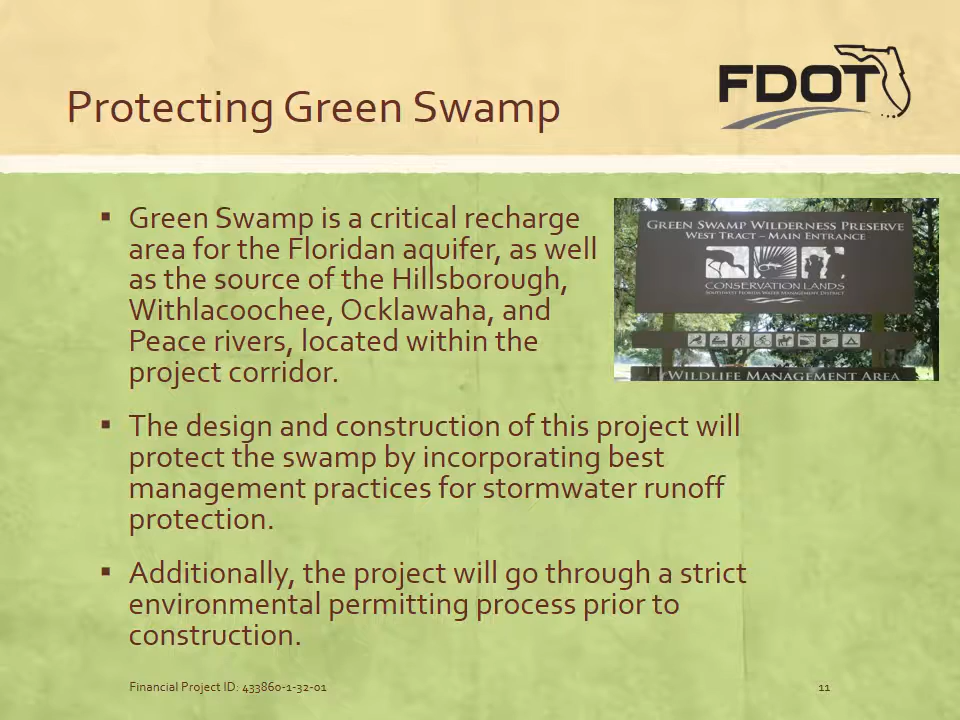 Protecting Green Swamp
FDOT
▪ Green Swamp is a critical recharge
area for the Floridan aquifer, as well
as the source of the Hillsborough,
Withlacoochee, Ocklawaha, and
Peace rivers, located within the
project corridor.
GREEN SWAMP WILDERNESS PRESERVE
WEST TRACT – MAIN ENTRANCE
CONSERVATION LANDS
SOUTHWEST FLORIDA WATER MANAGEMENT DISTRICT
WILDLIFE MANAGEMENT AREA
▪ The design and construction of this project will
protect the swamp by incorporating best
management practices for stormwater runoff
protection.
▪ Additionally, the project will go through a strict
environmental permitting process prior to
construction.
Financial Project ID: 433860-1-32-01
11